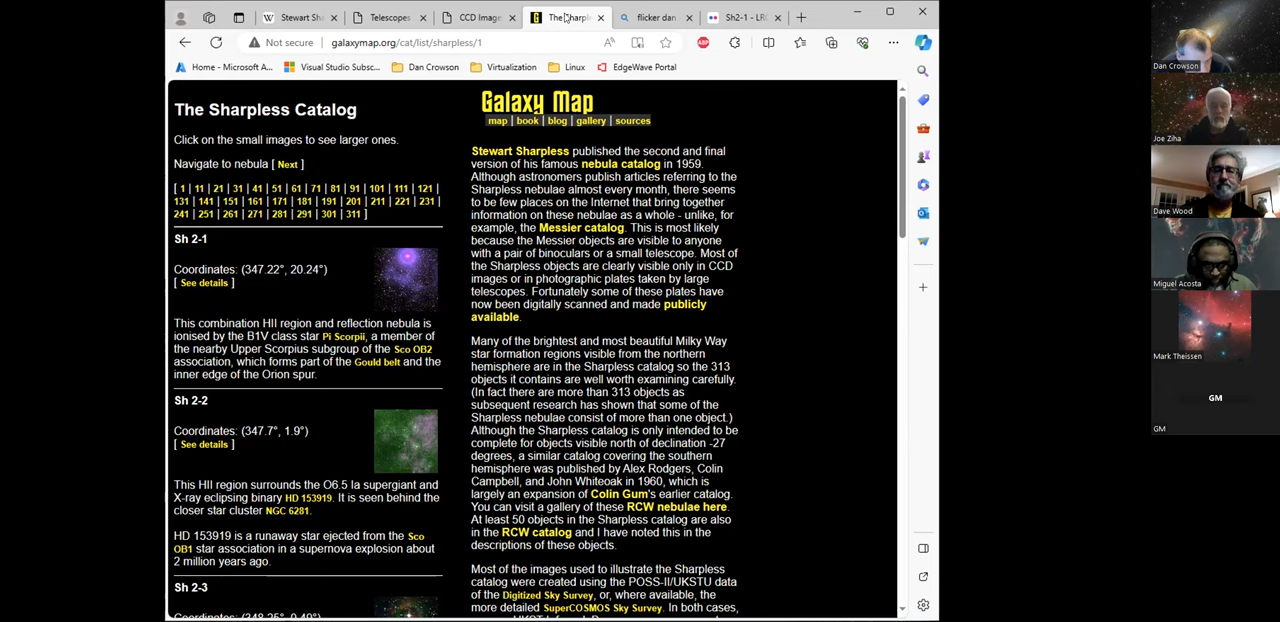 Stewart Sh
Telescopes
CCD Image
The Sharple
flicker dan
Sh2-1 - LRG
Not secure
galaxymap.org/cat/list/sharpless/1
Home - Microsoft A...
Visual Studio Subsc...
Dan Crowson
Virtualization
Linux
EdgeWave Portal
The Sharpless Catalog
Click on the small images to see larger ones.
Navigate to nebula [ Next ]
[ 1 | 11 | 21 | 31 | 41 | 51 | 61 | 71 | 81 | 91 | 101 | 111 | 121 |
131 | 141 | 151 | 161 | 171 | 181 | 191 | 201 | 211 | 221 | 231 |
241 | 251 | 261 | 271 | 281 | 291 | 301 | 311 ]
Sh 2-1
Coordinates: (347.22°, 20.24°)
[ See details ]
This combination HII region and reflection nebula is
ionised by the B1V class star Pi Scorpii, a member of
the nearby Upper Scorpius subgroup of the Sco OB2
association, which forms part of the Gould belt and the
inner edge of the Orion spur.
Sh 2-2
Coordinates: (347.7°, 1.9°)
[ See details ]
This HII region surrounds the O6.5 Ia supergiant and
X-ray eclipsing binary HD 153919. It is seen behind the
closer star cluster NGC 6281.
HD 153919 is a runaway star ejected from the Sco
OB1 star association in a supernova explosion about
2 million years ago.
Sh 2-3
Galaxy Map
map | book | blog | gallery | sources
Stewart Sharpless published the second and final
version of his famous nebula catalog in 1959.
Although astronomers publish articles referring to the
Sharpless nebulae almost every month, there seems
to be few places on the Internet that bring together
information on these nebulae as a whole - unlike, for
example, the Messier catalog. This is most likely
because the Messier objects are visible to anyone
with a pair of binoculars or a small telescope. Most of
the Sharpless objects are clearly visible only in CCD
images or in photographic plates taken by large
telescopes. Fortunately some of these plates have
now been digitally scanned and made publicly
available.
Many of the brightest and most beautiful Milky Way
star formation regions visible from the northern
hemisphere are in the Sharpless catalog so the 313
objects it contains are well worth examining carefully.
(In fact there are more than 313 objects as
subsequent research has shown that some of the
Sharpless nebulae consist of more than one object.)
Although the Sharpless catalog is only intended to be
complete for objects visible north of declination -27
degrees, a similar catalog covering the southern
hemisphere was published by Alex Rodgers, Colin
Campbell, and John Whiteoak in 1960, which is
largely an expansion of Colin Gum's earlier catalog.
You can visit a gallery of these RCW nebulae here.
At least 50 objects in the Sharpless catalog are also
in the RCW catalog and I have noted this in the
descriptions of these objects.
Most of the images used to illustrate the Sharpless
catalog were created using the POSS-II/UKSTU data
of the Digitized Sky Survey, or, where available, the
more detailed SuperCOSMOS Sky Survey. In both cases,
Dan Crowson
Joe Ziha
Dave Wood
Miguel Acosta
Mark Theissen
GM
GM